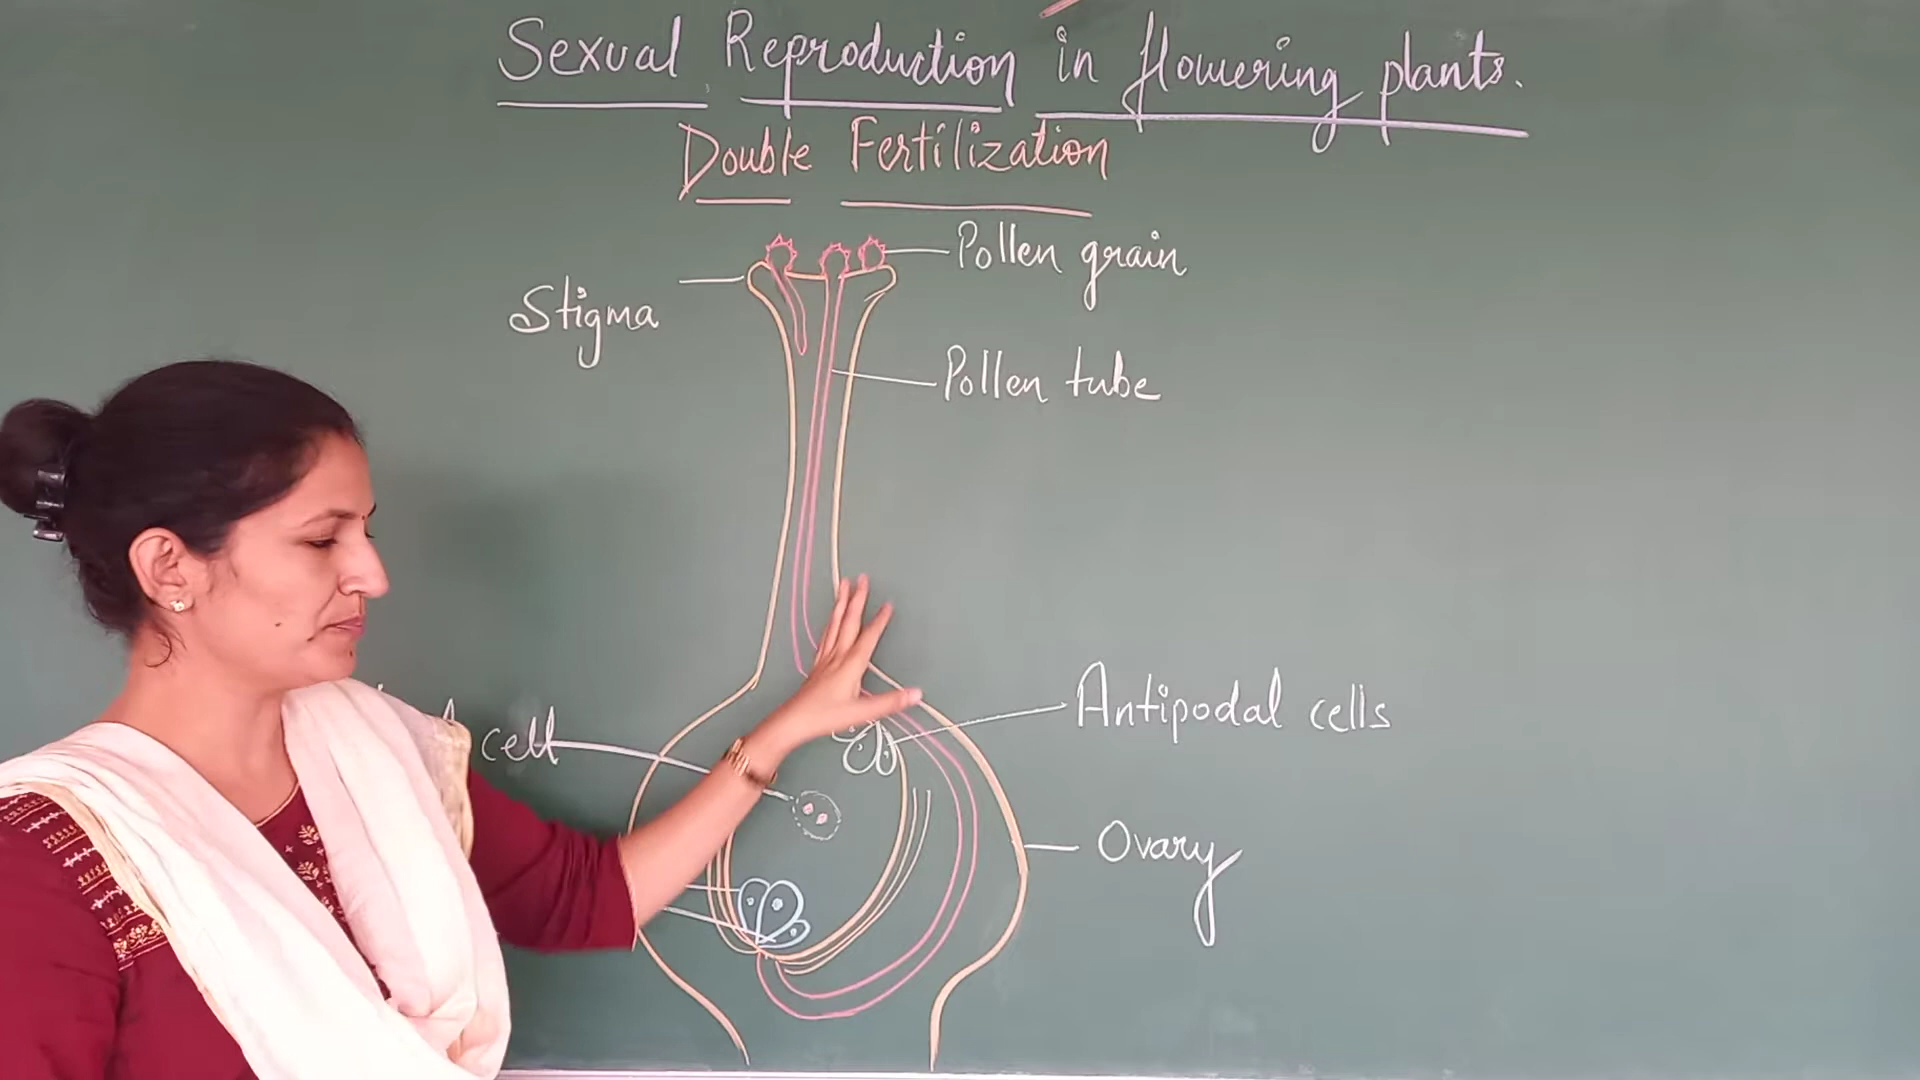 Sexual Reproduction in flowering plants.
Double Fertilization
Pollen grain
Stigma
Pollen tube
Antipodal cells
cell
Ovary